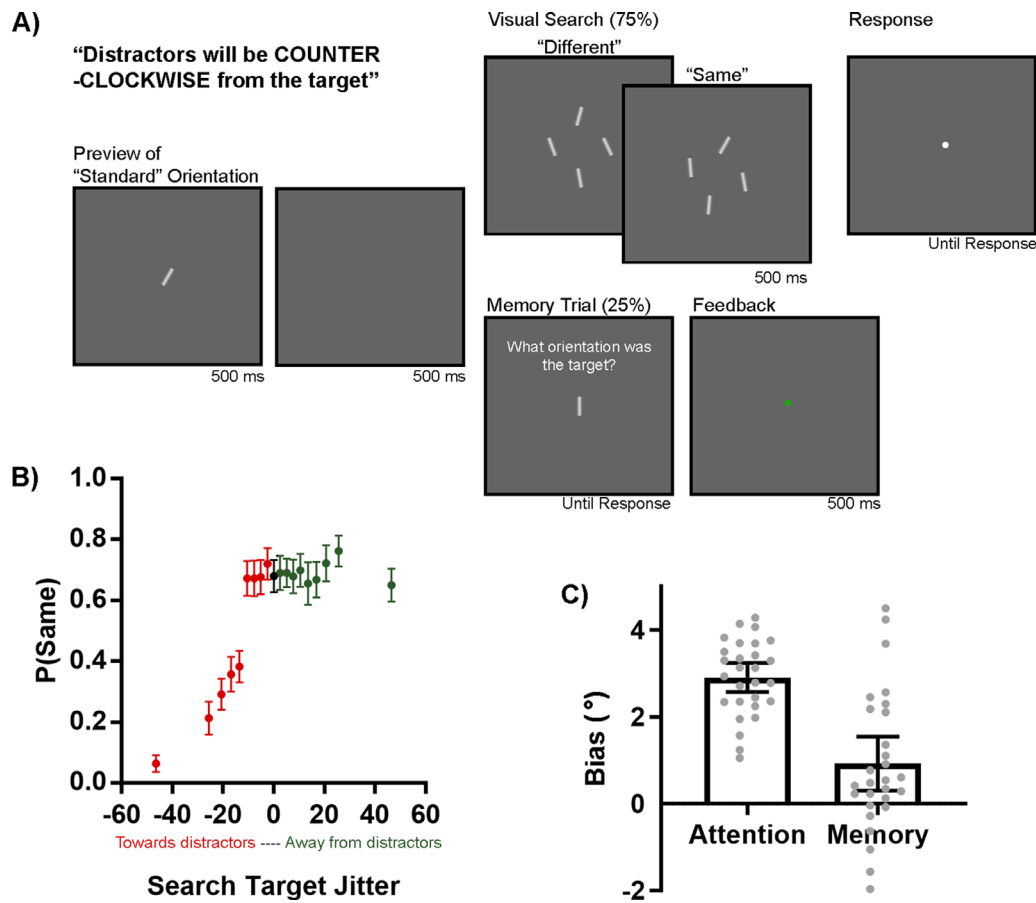 A)
“Distractors will be COUNTER
-CLOCKWISE from the target”
Preview of
“Standard” Orientation
500 ms
500 ms
Visual Search (75%)
“Different”
“Same”
500 ms
Response
Until Response
Memory Trial (25%)
What orientation was
the target?
Until Response
Feedback
500 ms
B)
P(Same)
1.0
0.8
0.6
0.4
0.2
0.0
-60 -40 -20 0 20 40 60
Towards distractors ---- Away from distractors
Search Target Jitter
C)
Bias (°)
4
2
0
-2
Attention Memory